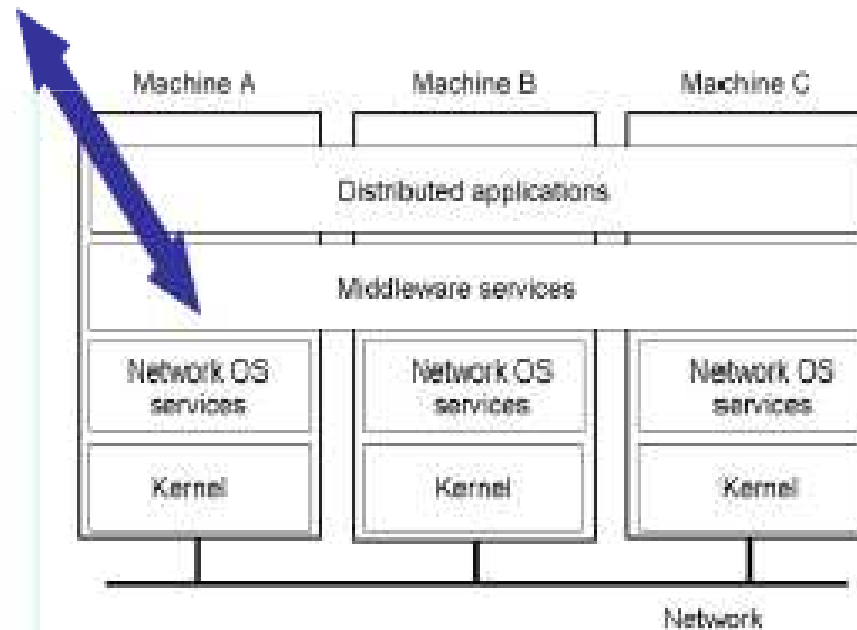 Machine A Machine B Machine C
Distributed applications
Middleware services
Network OS Network OS Network OS
services services services
Kernel Kernel Kernel
Network